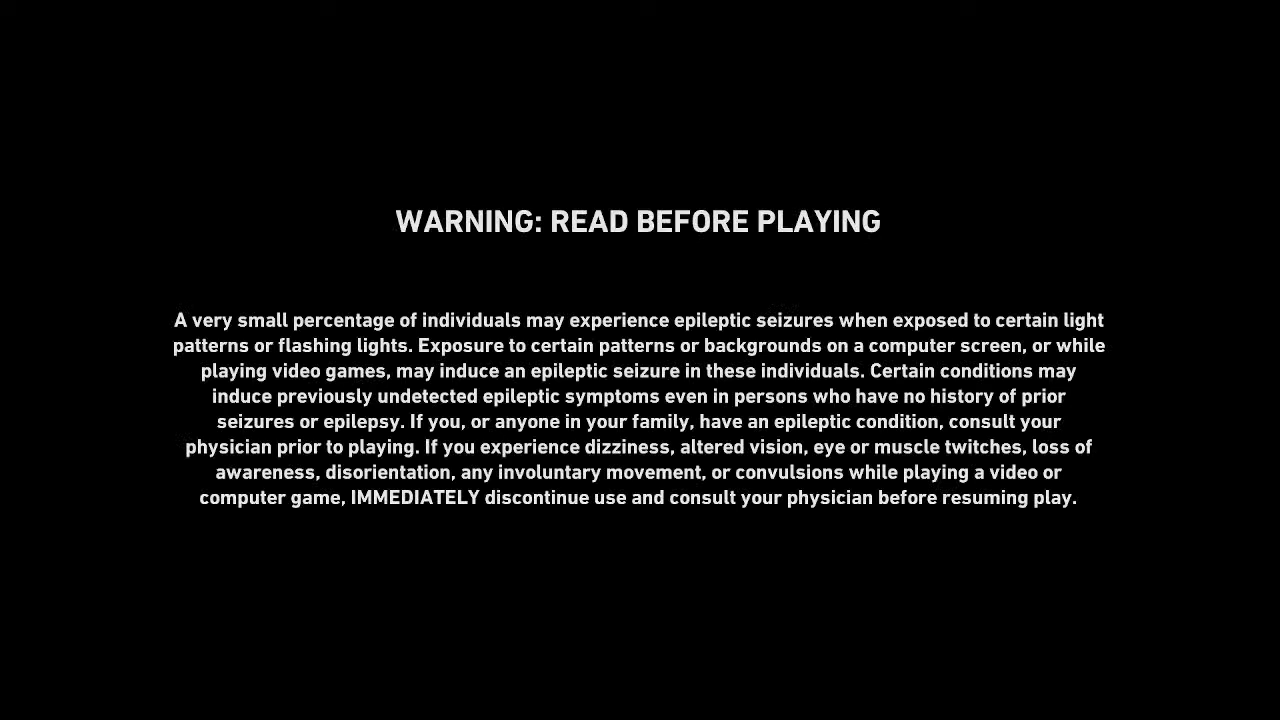 WARNING: READ BEFORE PLAYING
A very small percentage of individuals may experience epileptic seizures when exposed to certain light
patterns or flashing lights. Exposure to certain patterns or backgrounds on a computer screen, or while
playing video games, may induce an epileptic seizure in these individuals. Certain conditions may
induce previously undetected epileptic symptoms even in persons who have no history of prior
seizures or epilepsy. If you, or anyone in your family, have an epileptic condition, consult your
physician prior to playing. If you experience dizziness, altered vision, eye or muscle twitches, loss of
awareness, disorientation, any involuntary movement, or convulsions while playing a video or
computer game, IMMEDIATELY discontinue use and consult your physician before resuming play.